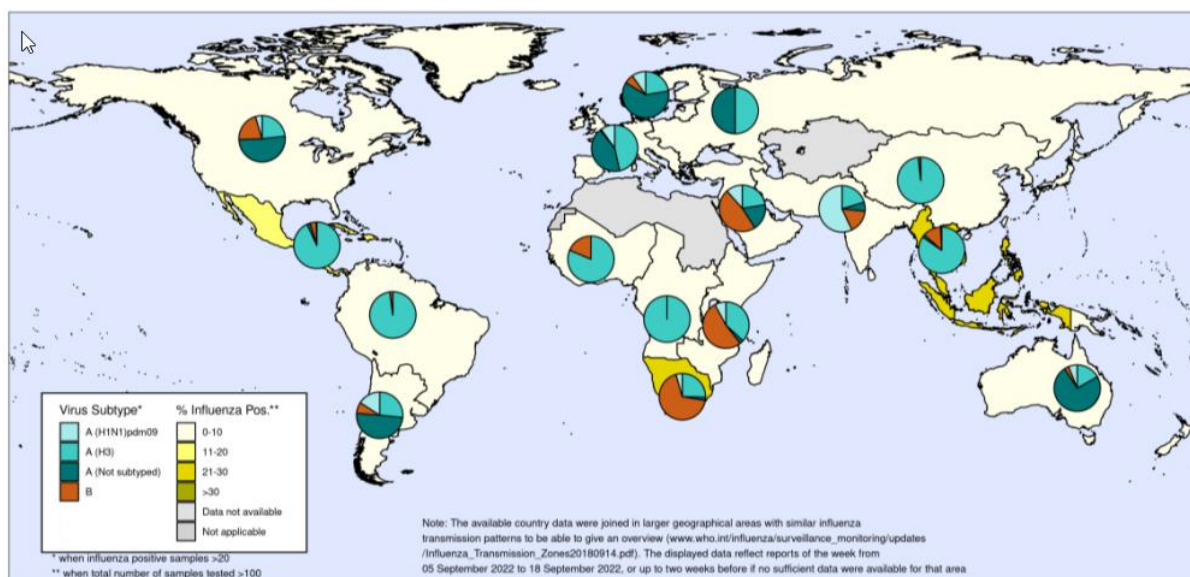 Virus Subtype*
A (H1N1)pdm09
A (H3)
A (Not subtyped)
B
% Influenza Pos.**
0-10
11-20
21-30
>30
Data not available
Not applicable
* when influenza positive samples >20
** when total number of samples tested >100
Note: The available country data were joined in larger geographical areas with similar influenza
transmission patterns to be able to give an overview (www.who.int/influenza/surveillance_monitoring/updates
/Influenza_Transmission_Zones20180914.pdf). The displayed data reflect reports of the week from
05 September 2022 to 18 September 2022, or up to two weeks before if no sufficient data were available for that area